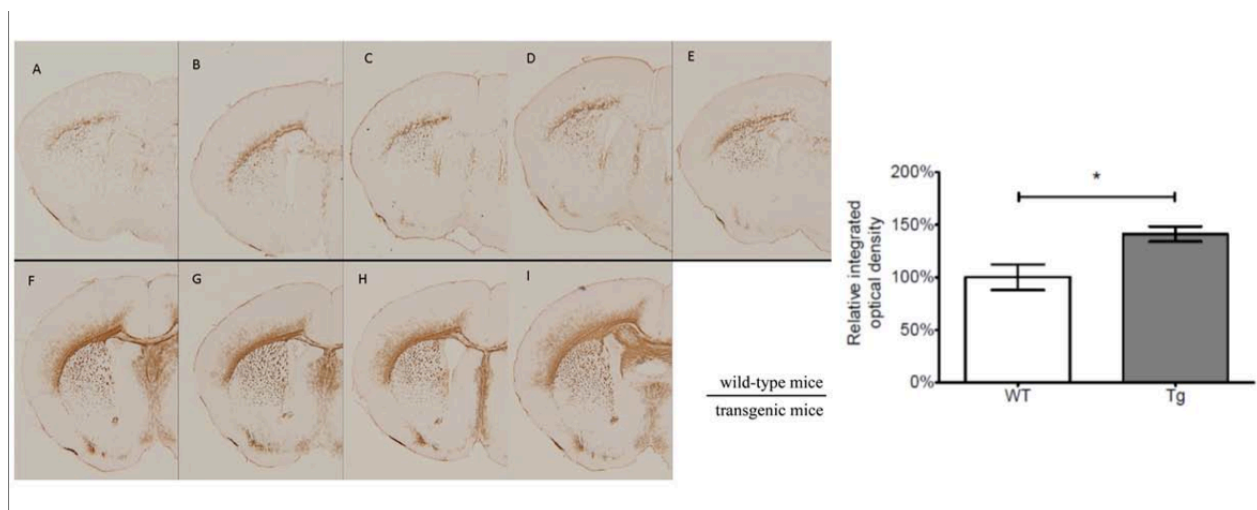 A
B
C
D
E
F
G
H
I
wild-type mice
transgenic mice
Relative integrated
optical density
200%
150%
100%
50%
0%
*
WT
Tg